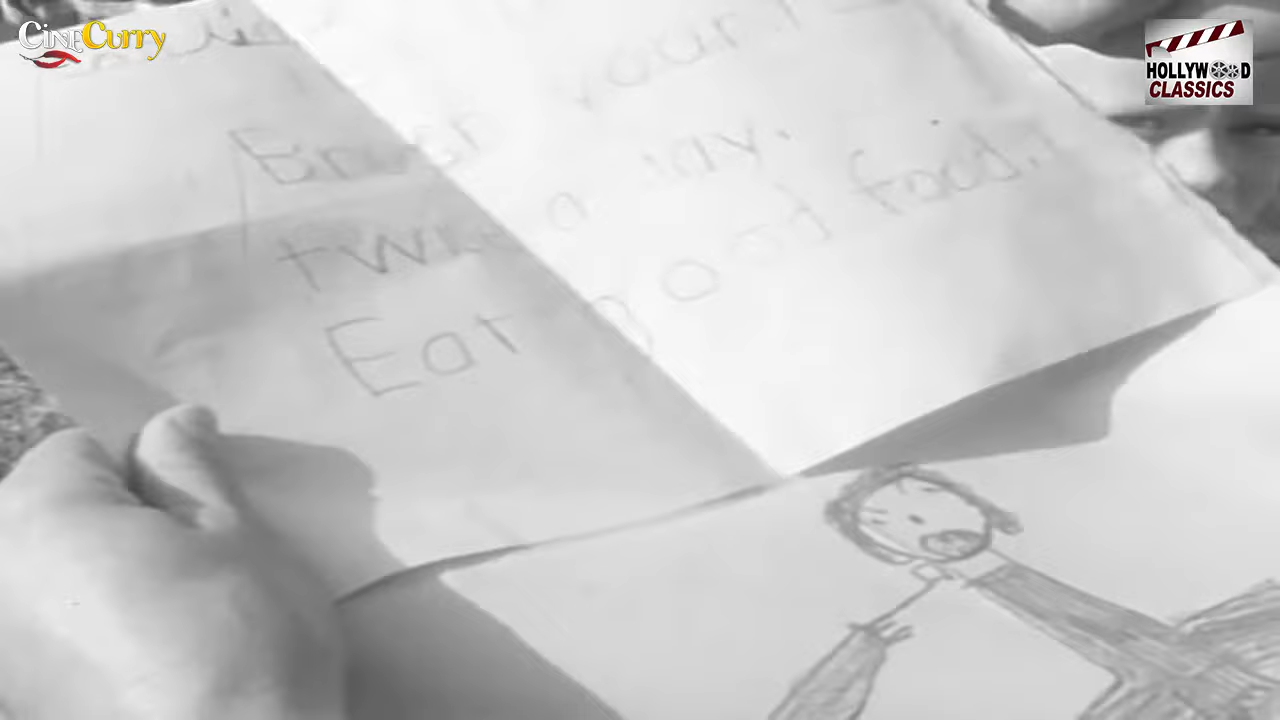 CINECURRY
HOLLYWOOD
CLASSICS
Brush your
twice a day.
Eat good food.